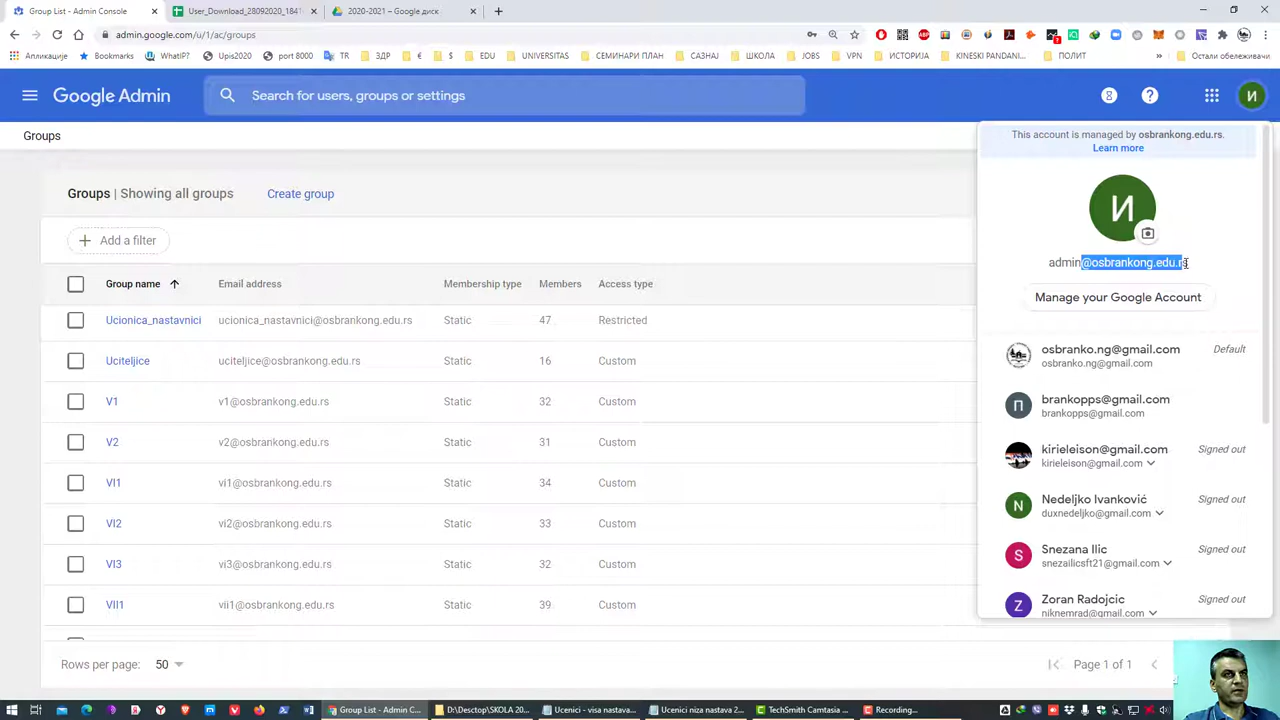 Group List - Admin Console
User_Download_28092020_1841
2020-2021 – Google диск
admin.google.com/u/1/ac/groups
Апликације
Bookmarks
WhatIP?
Upis2020
port 8000
TR
ЗДР
€
$
EDU
UNIVERSITAS
СЕМИНАРИ ПЛАН
САЗНАЈ
ШКОЛА
JOBS
VPN
ИСТОРИЈА
KINESKI PANDANI...
ПОЛИТ
»
Остали обележивачи
Google Admin
Search for users, groups or settings
И
Groups
This account is managed by osbrankong.edu.rs.
Learn more
И
admin@osbrankong.edu.rs
Manage your Google Account
Groups | Showing all groups
Create group
Add a filter
Group name
Email address
Membership type
Members
Access type
Ucionica_nastavnici ucionica_nastavnici@osbrankong.edu.rs Static 47 Restricted
Uciteljice uciteljice@osbrankong.edu.rs Static 16 Custom
V1 v1@osbrankong.edu.rs Static 32 Custom
V2 v2@osbrankong.edu.rs Static 31 Custom
VI1 vi1@osbrankong.edu.rs Static 34 Custom
VI2 vi2@osbrankong.edu.rs Static 33 Custom
VI3 vi3@osbrankong.edu.rs Static 32 Custom
VII1 vii1@osbrankong.edu.rs Static 39 Custom
osbranko.ng@gmail.com Default
osbranko.ng@gmail.com
П
brankopps@gmail.com
brankopps@gmail.com
kirieleison@gmail.com Signed out
kirieleison@gmail.com
N
Nedeljko Ivanković Signed out
duxnedeljko@gmail.com
S
Snezana Ilic Signed out
snezailicsft21@gmail.com
Z
Zoran Radojcic Signed out
niknemrad@gmail.com
Rows per page: 50
Page 1 of 1
Group List - Admin C...
D:\Desctop\SKOLA 20...
Ucenici - visa nastava...
Ucenici niza nastava 2...
TechSmith Camtasia
Recording...